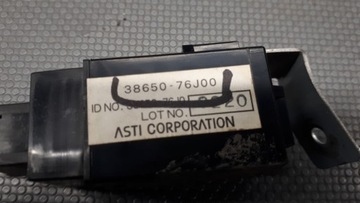 38650-76J00
ID NO.
LOT NO.
ASTI CORPORATION